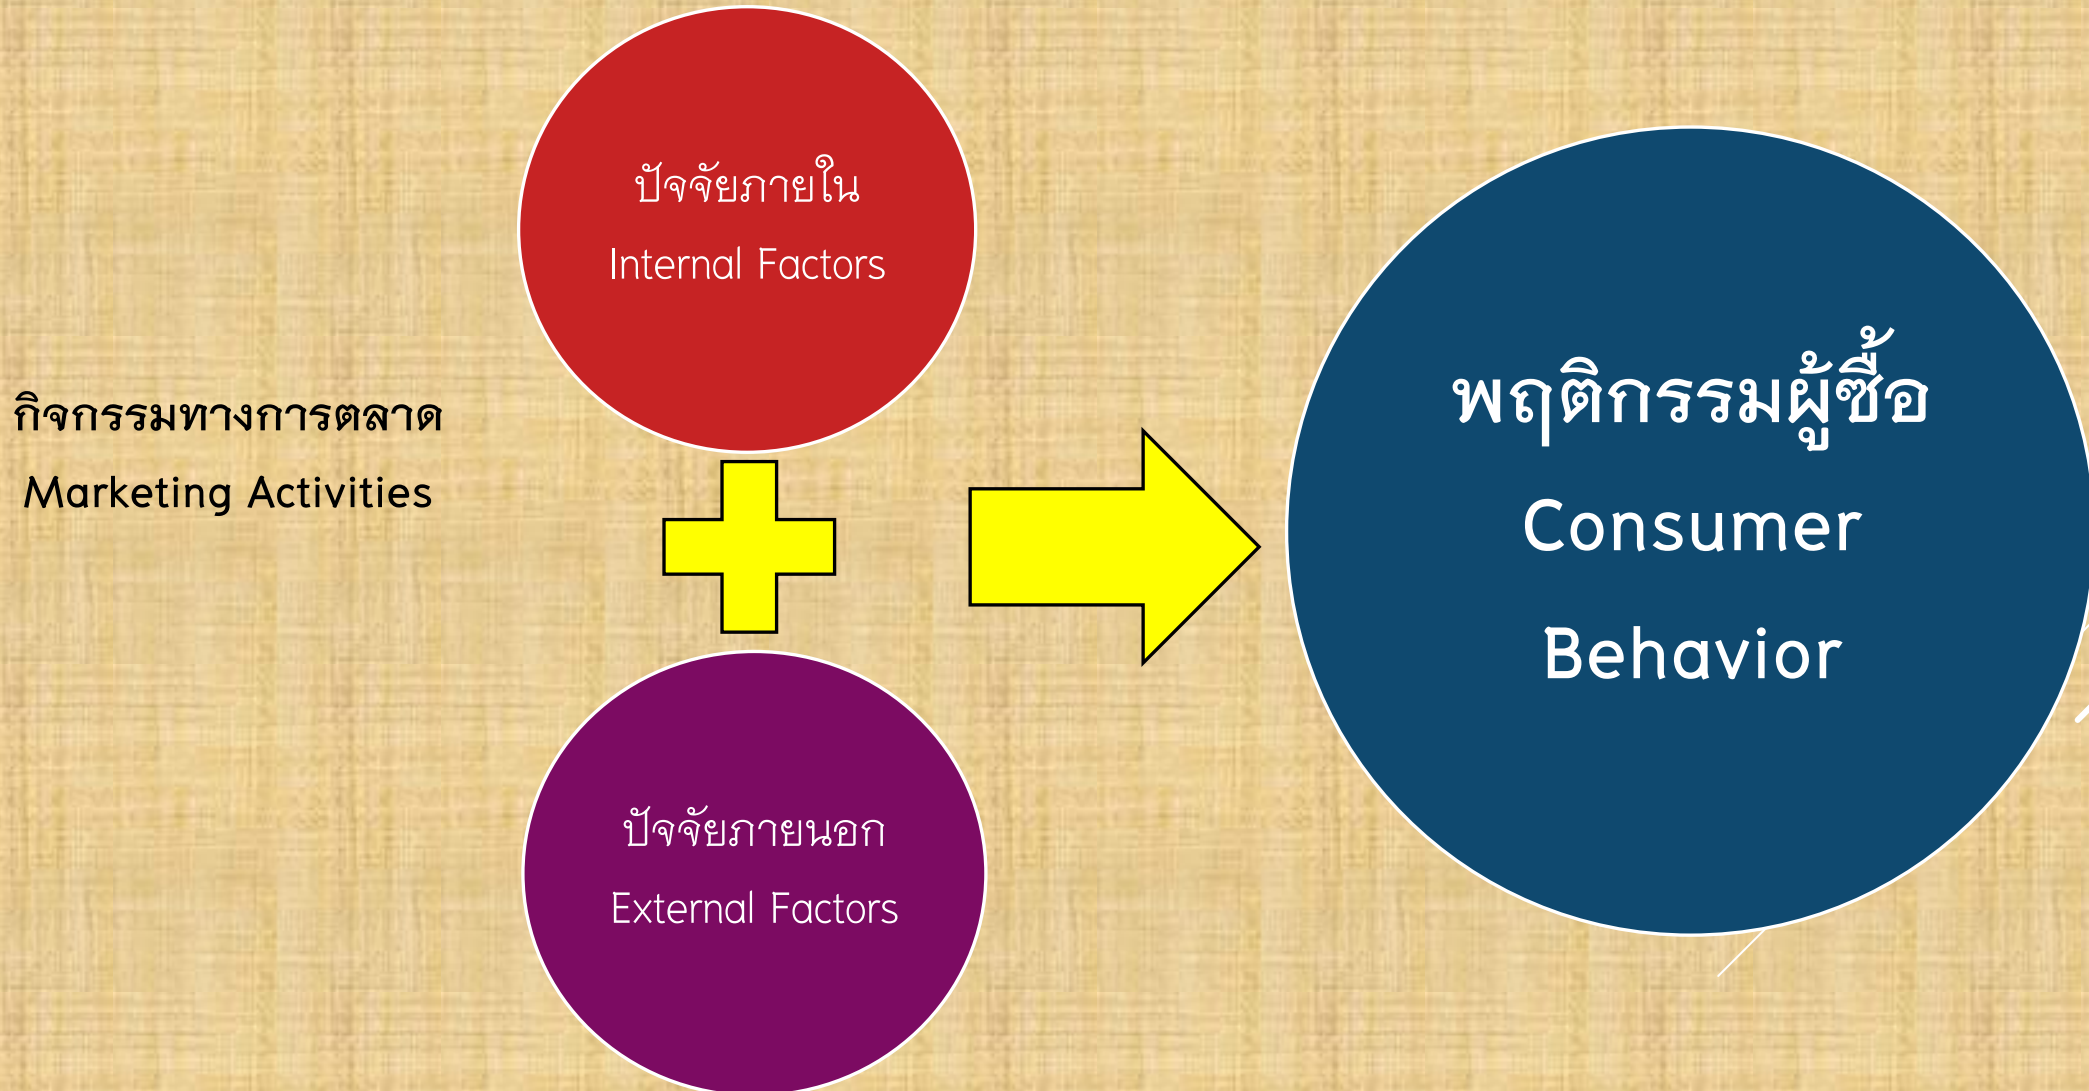 กิจกรรมทางการตลาด
Marketing Activities
ปัจจัยภายใน
Internal Factors
ปัจจัยภายนอก
External Factors
พฤติกรรมผู้ซื้อ
Consumer
Behavior